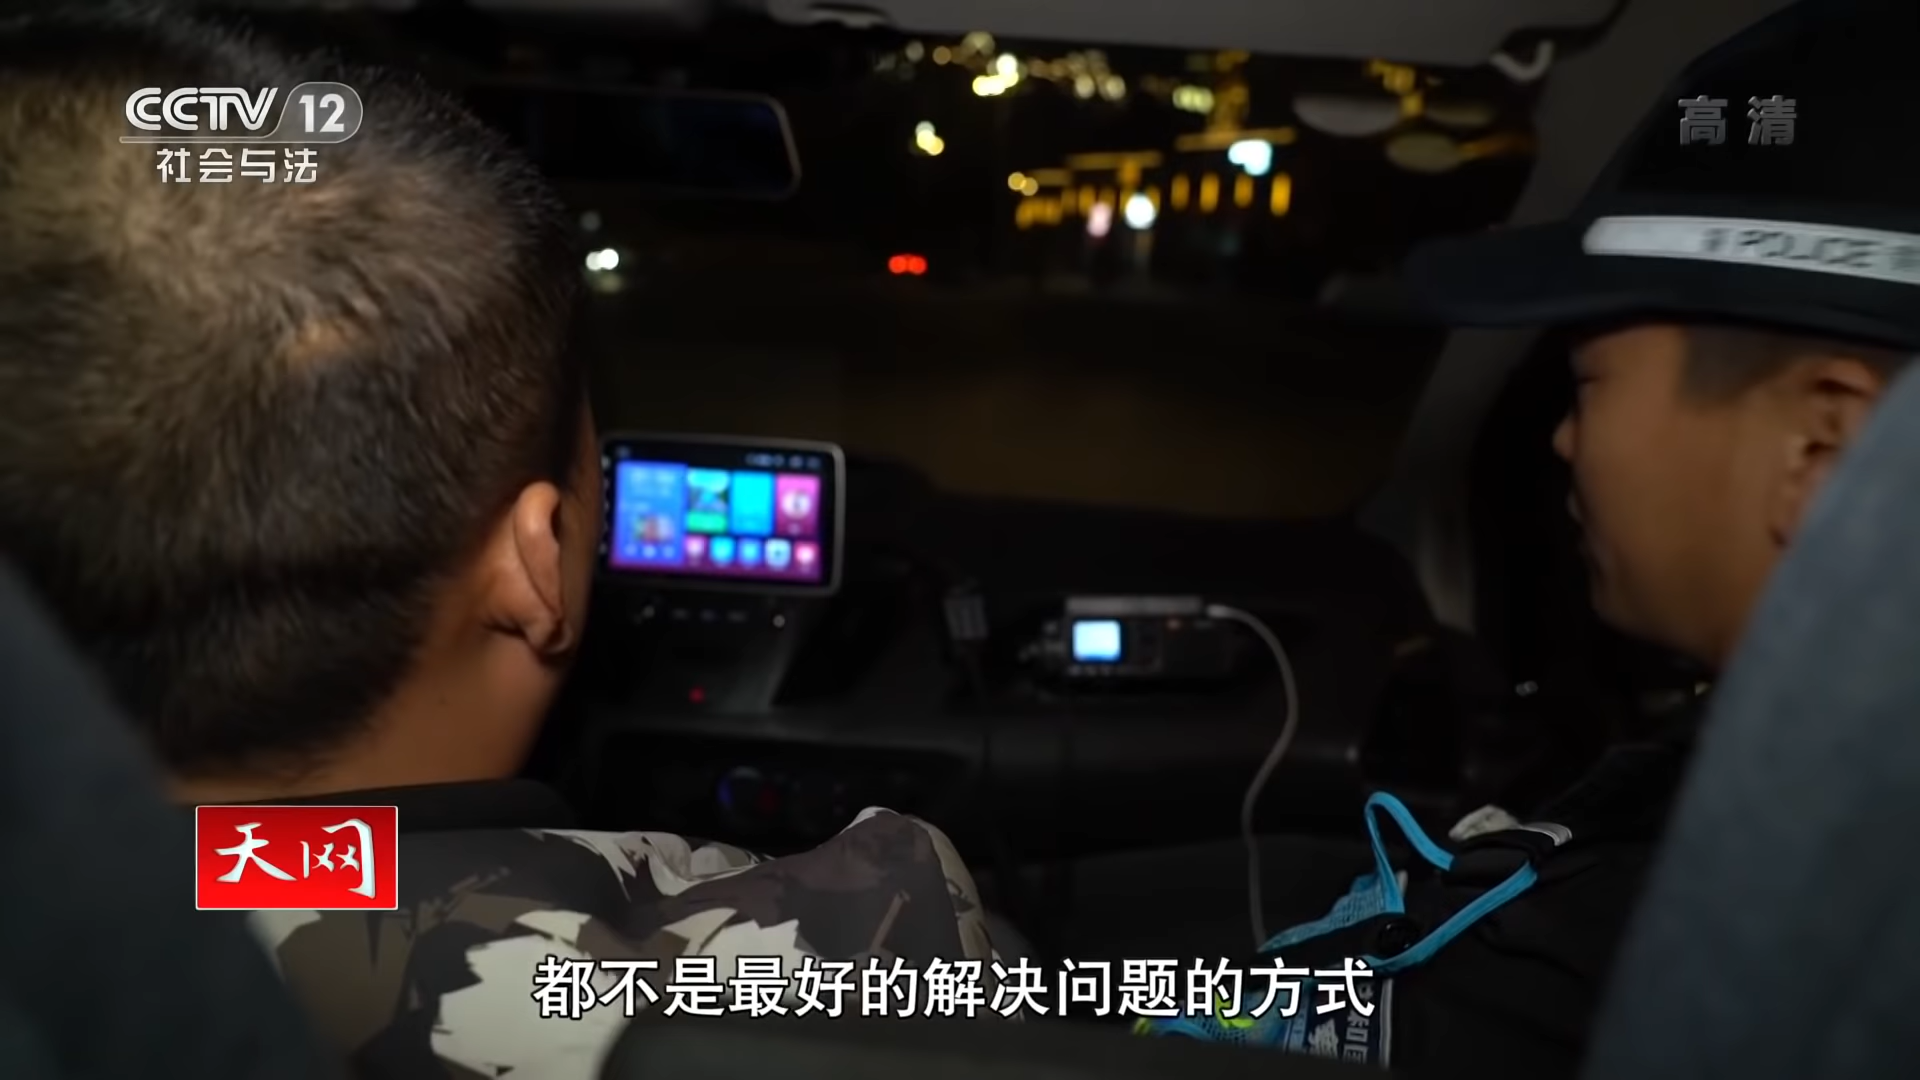 CCTV 12
社会与法
高清
POLICE
天网
都不是最好的解决问题的方式